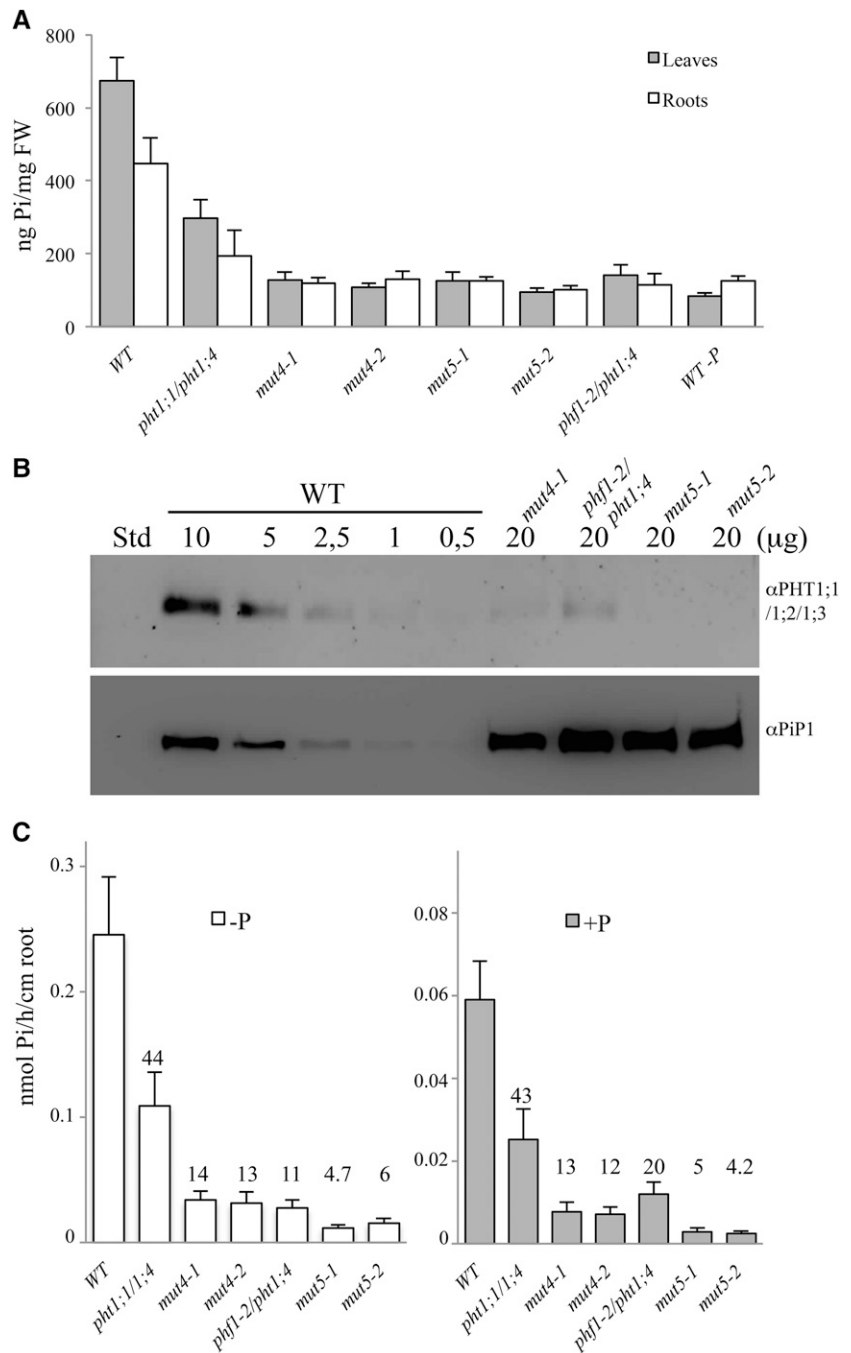 A
800
600
400
200
0
ng Pi/mg FW
Leaves
Roots
WT
pht1;1/pht1;4
mut4-1
mut4-2
mut5-1
mut5-2
phf1-2/pht1;4
WT -P
B
WT
mut4-1
phf1-2/
pht1;4
mut5-1
mut5-2
Std 10 5 2,5 1 0,5 20 20 20 20 (µg)
αPHT1;1
/1;2/1;3
αPiP1
C
0.3
0.2
0.1
0
nmol Pi/h/cm root
-P
44
14
13
11
4.7
6
WT
pht1;1/1;4
mut4-1
mut4-2
phf1-2/pht1;4
mut5-1
mut5-2
0.08
0.06
0.04
0.02
0
+P
43
13
12
20
5
4.2
WT
pht1;1/1;4
mut4-1
mut4-2
phf1-2/pht1;4
mut5-1
mut5-2